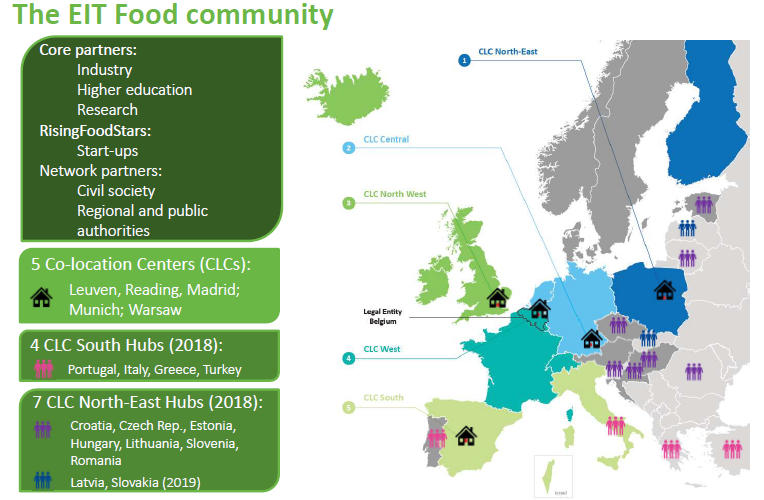 The EIT Food community
Core partners:
Industry
Higher education
Research
RisingFoodStars:
Start-ups
Network partners:
Civil society
Regional and public
authorities
5 Co-location Centers (CLCs):
Leuven, Reading, Madrid;
Munich; Warsaw
4 CLC South Hubs (2018):
Portugal, Italy, Greece, Turkey
7 CLC North-East Hubs (2018):
Croatia, Czech Rep., Estonia,
Hungary, Lithuania, Slovenia,
Romania
Latvia, Slovakia (2019)
1 CLC North-East
2 CLC Central
3 CLC North West
Legal Entity
Belgium
4 CLC West
5 CLC South
Israel